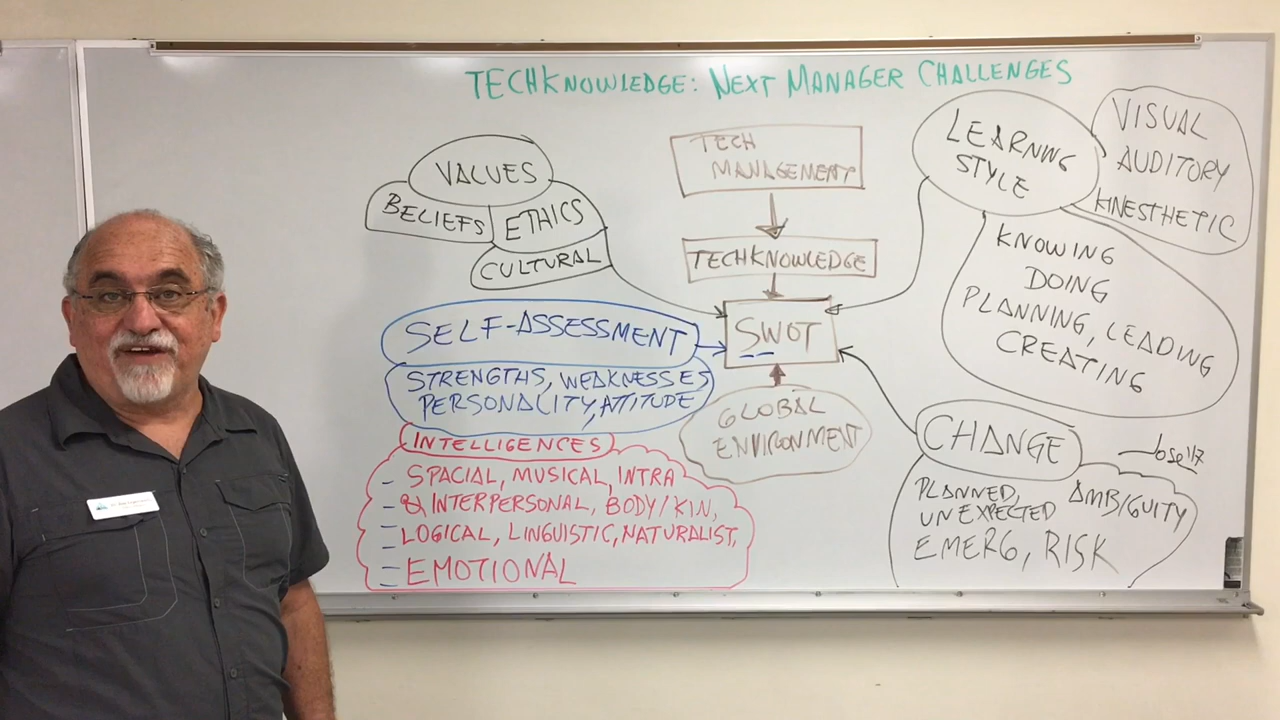 TECHKNOWLEDGE: NEXT MANAGER CHALLENGES
VALUES
BELIEFS
ETHICS
CULTURAL
TECH
MANAGEMENT
TECHKNOWLEDGE
SWOT
GLOBAL
ENVIRONMENT
LEARNING
STYLE
VISUAL
AUDITORY
KINESTHETIC
KNOWING
DOING
PLANNING, LEADING
CREATING
SELF-ASSESSMENT
STRENGTHS, WEAKNESSES
PERSONALITY, ATTITUDE
INTELLIGENCES
- SPACIAL, MUSICAL, INTRA
- & INTERPERSONAL, BODY/KIN,
- LOGICAL, LINGUISTIC, NATURALIST,
- EMOTIONAL
CHANGE
PLANNED,
UNEXPECTED
AMBIGUITY
EMERG, RISK